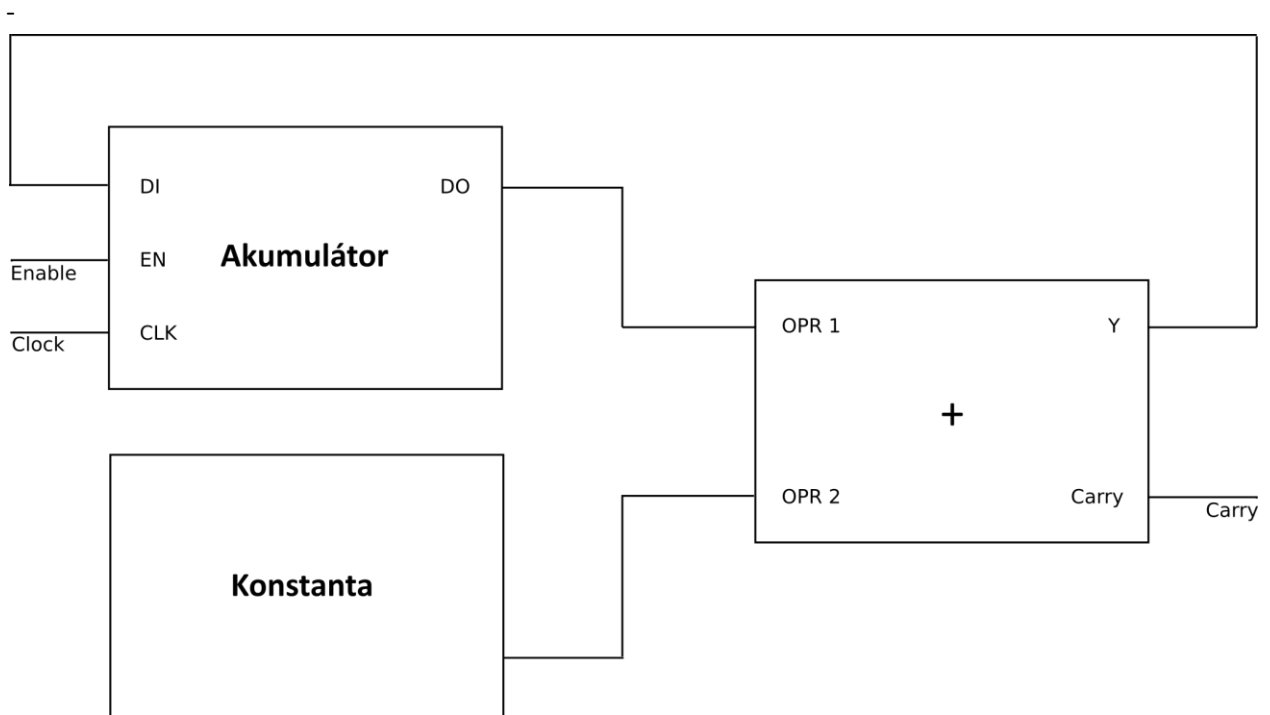 -
DI
DO
EN
Akumulátor
Enable
CLK
Clock
OPR 1
Y
+
OPR 2
Carry
Carry
Konstanta